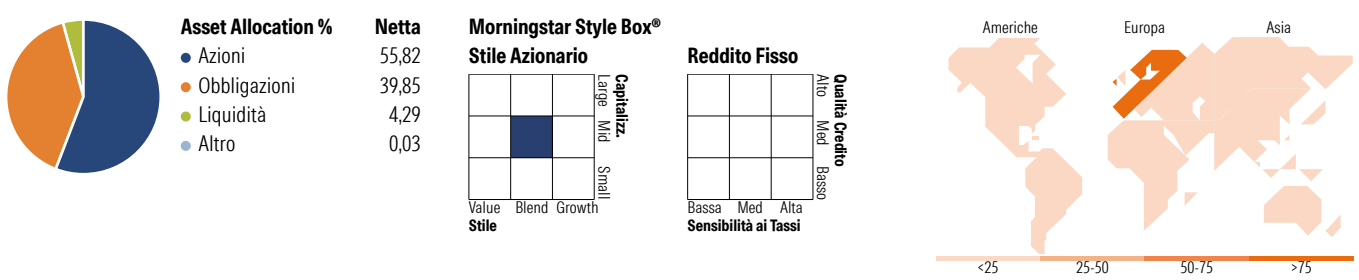 Asset Allocation % Netta
Azioni 55,82
Obbligazioni 39,85
Liquidità 4,29
Altro 0,03
Morningstar Style Box®
Stile Azionario
Large
Mid
Small
Capitalizz.
Value Blend Growth
Stile
Reddito Fisso
Alto
Med
Basso
Qualità Credito
Bassa Med Alta
Sensibilità ai Tassi
Americhe Europa Asia
<25 25-50 50-75 >75